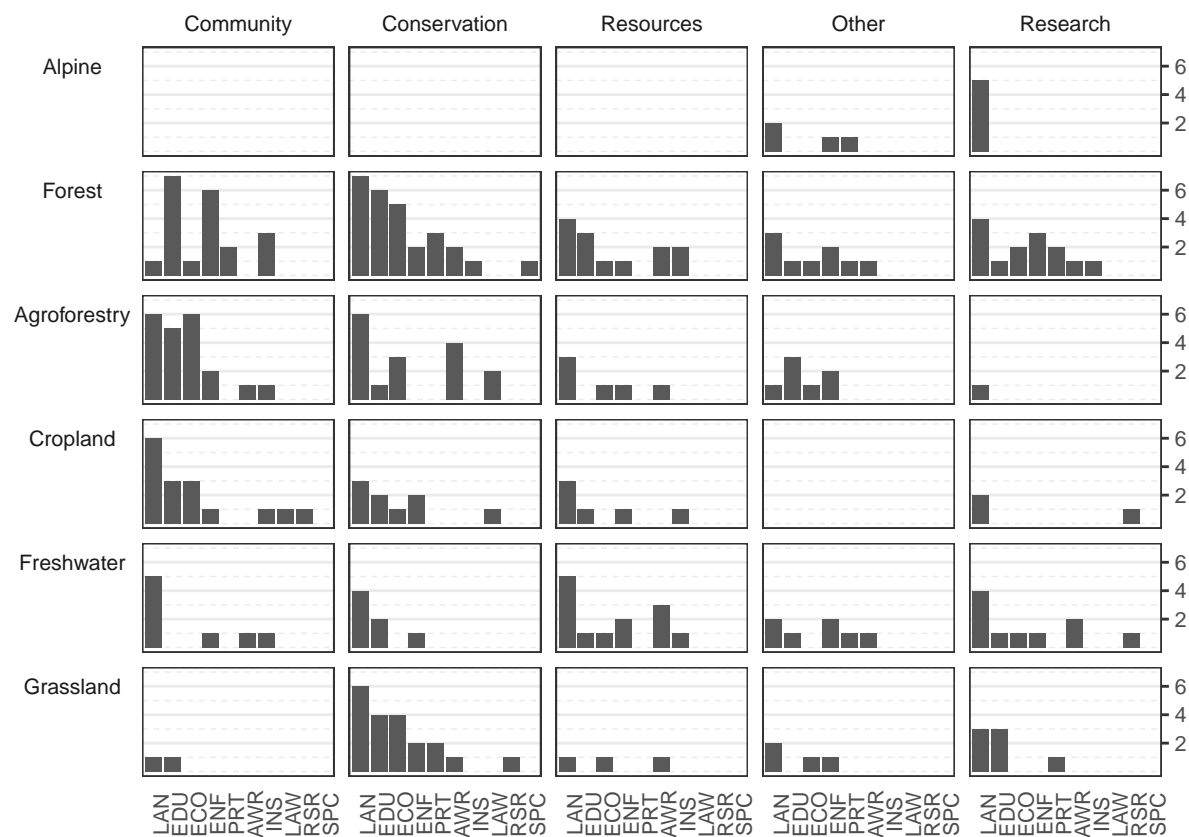 Community Conservation Resources Other Research
Alpine
6
4
2
Forest
6
4
2
Agroforestry
6
4
2
Cropland
6
4
2
Freshwater
6
4
2
Grassland
6
4
2
LAN EDU ECO ENF PRT AWR INS LAW RSR SPC LAN EDU ECO ENF PRT AWR INS LAW RSR SPC LAN EDU ECO ENF PRT AWR INS LAW RSR SPC LAN EDU ECO ENF PRT AWR INS LAW RSR SPC LAN EDU ECO ENF PRT AWR INS LAW RSR SPC